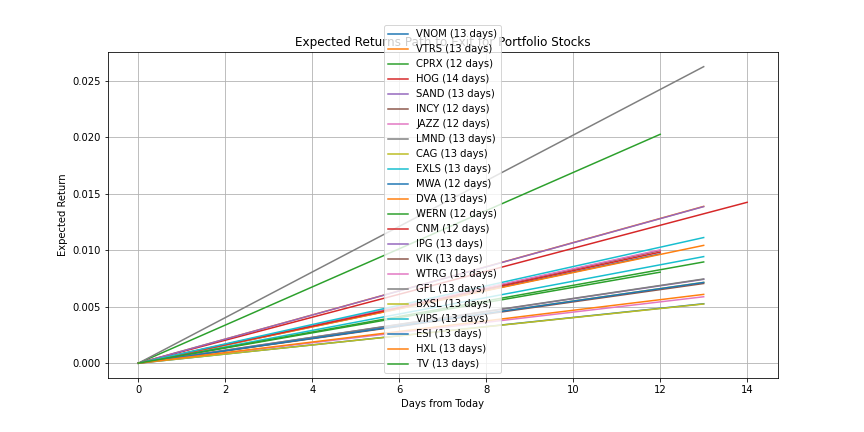 Expected Returns Path to Exit for Portfolio Stocks
VNOM (13 days)
VTRS (13 days)
CPRX (12 days)
HOG (14 days)
SAND (13 days)
INCY (12 days)
JAZZ (12 days)
LMND (13 days)
CAG (13 days)
EXLS (13 days)
MWA (12 days)
DVA (13 days)
WERN (12 days)
CNM (12 days)
IPG (13 days)
VIK (13 days)
WTRG (13 days)
GFL (13 days)
BXSL (13 days)
VIPS (13 days)
ESI (13 days)
HXL (13 days)
TV (13 days)
Expected Return
0.025
0.020
0.015
0.010
0.005
0.000
0 2 4 6 8 10 12 14
Days from Today